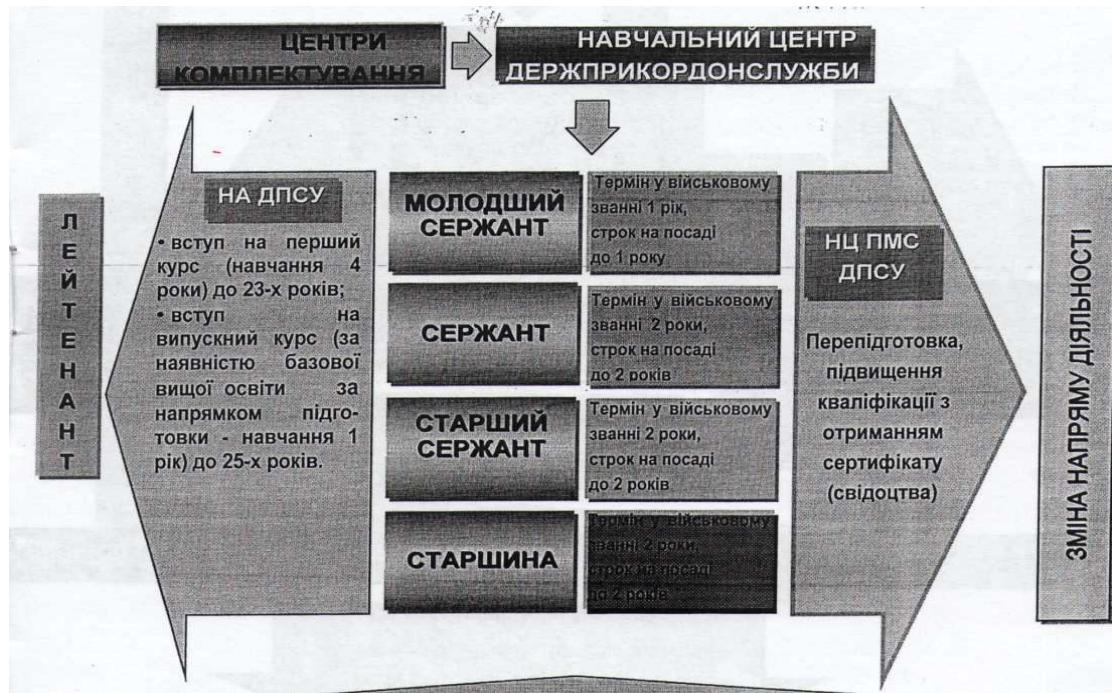 ЦЕНТРИ
КОМПЛЕКТУВАННЯ
НАВЧАЛЬНИЙ ЦЕНТР
ДЕРЖПРИКОРДОНСЛУЖБИ
ЛЕЙТЕНАНТ
НА ДПСУ
• вступ на перший
курс (навчання 4
роки) до 23-х років;
• вступ на
випускний курс (за
наявністю базової
вищої освіти за
напрямком підго-
товки - навчання 1
рік) до 25-х років.
МОЛОДШИЙ
СЕРЖАНТ
Термін у військовому
званні 1 рік,
строк на посаді
до 1 року
СЕРЖАНТ
Термін у військовому
званні 2 роки,
строк на посаді
до 2 років
СТАРШИЙ
СЕРЖАНТ
Термін у військовому
званні 2 роки,
строк на посаді
до 2 років
СТАРШИНА
Термін у військовому
званні 2 роки,
строк на посаді
до 2 років
НЦ ПМС
ДПСУ
Перепідготовка,
підвищення
кваліфікації з
отриманням
сертифікату
(свідоцтва)
ЗМІНА НАПРЯМУ ДІЯЛЬНОСТІ